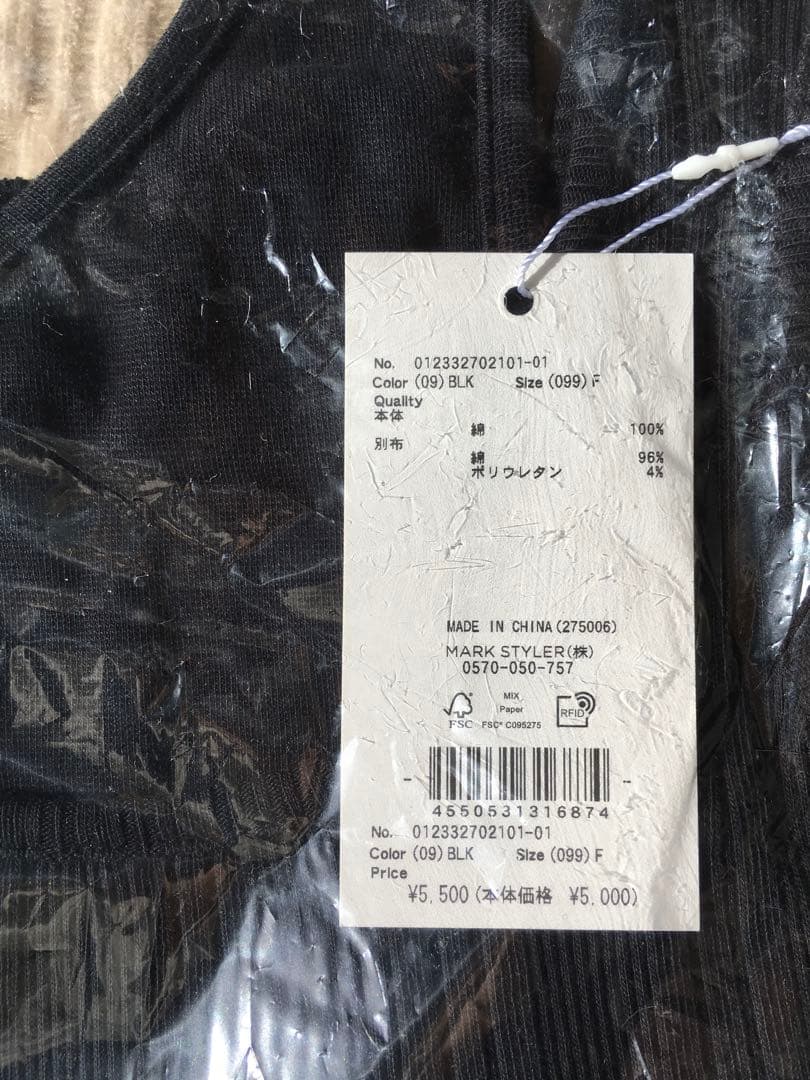 No. 012332702101-01
Color (09) BLK Size (099) F
Quality
本体
綿 100%
別布
綿 96%
ポリウレタン 4%
MADE IN CHINA (275006)
MARK STYLER(株)
0570-050-757
FSC
MIX
Paper
FSC® C095275
RFID
4550531316874
No. 012332702101-01
Color (09) BLK Size (099) F
Price
¥5,500 (本体価格 ¥5,000)